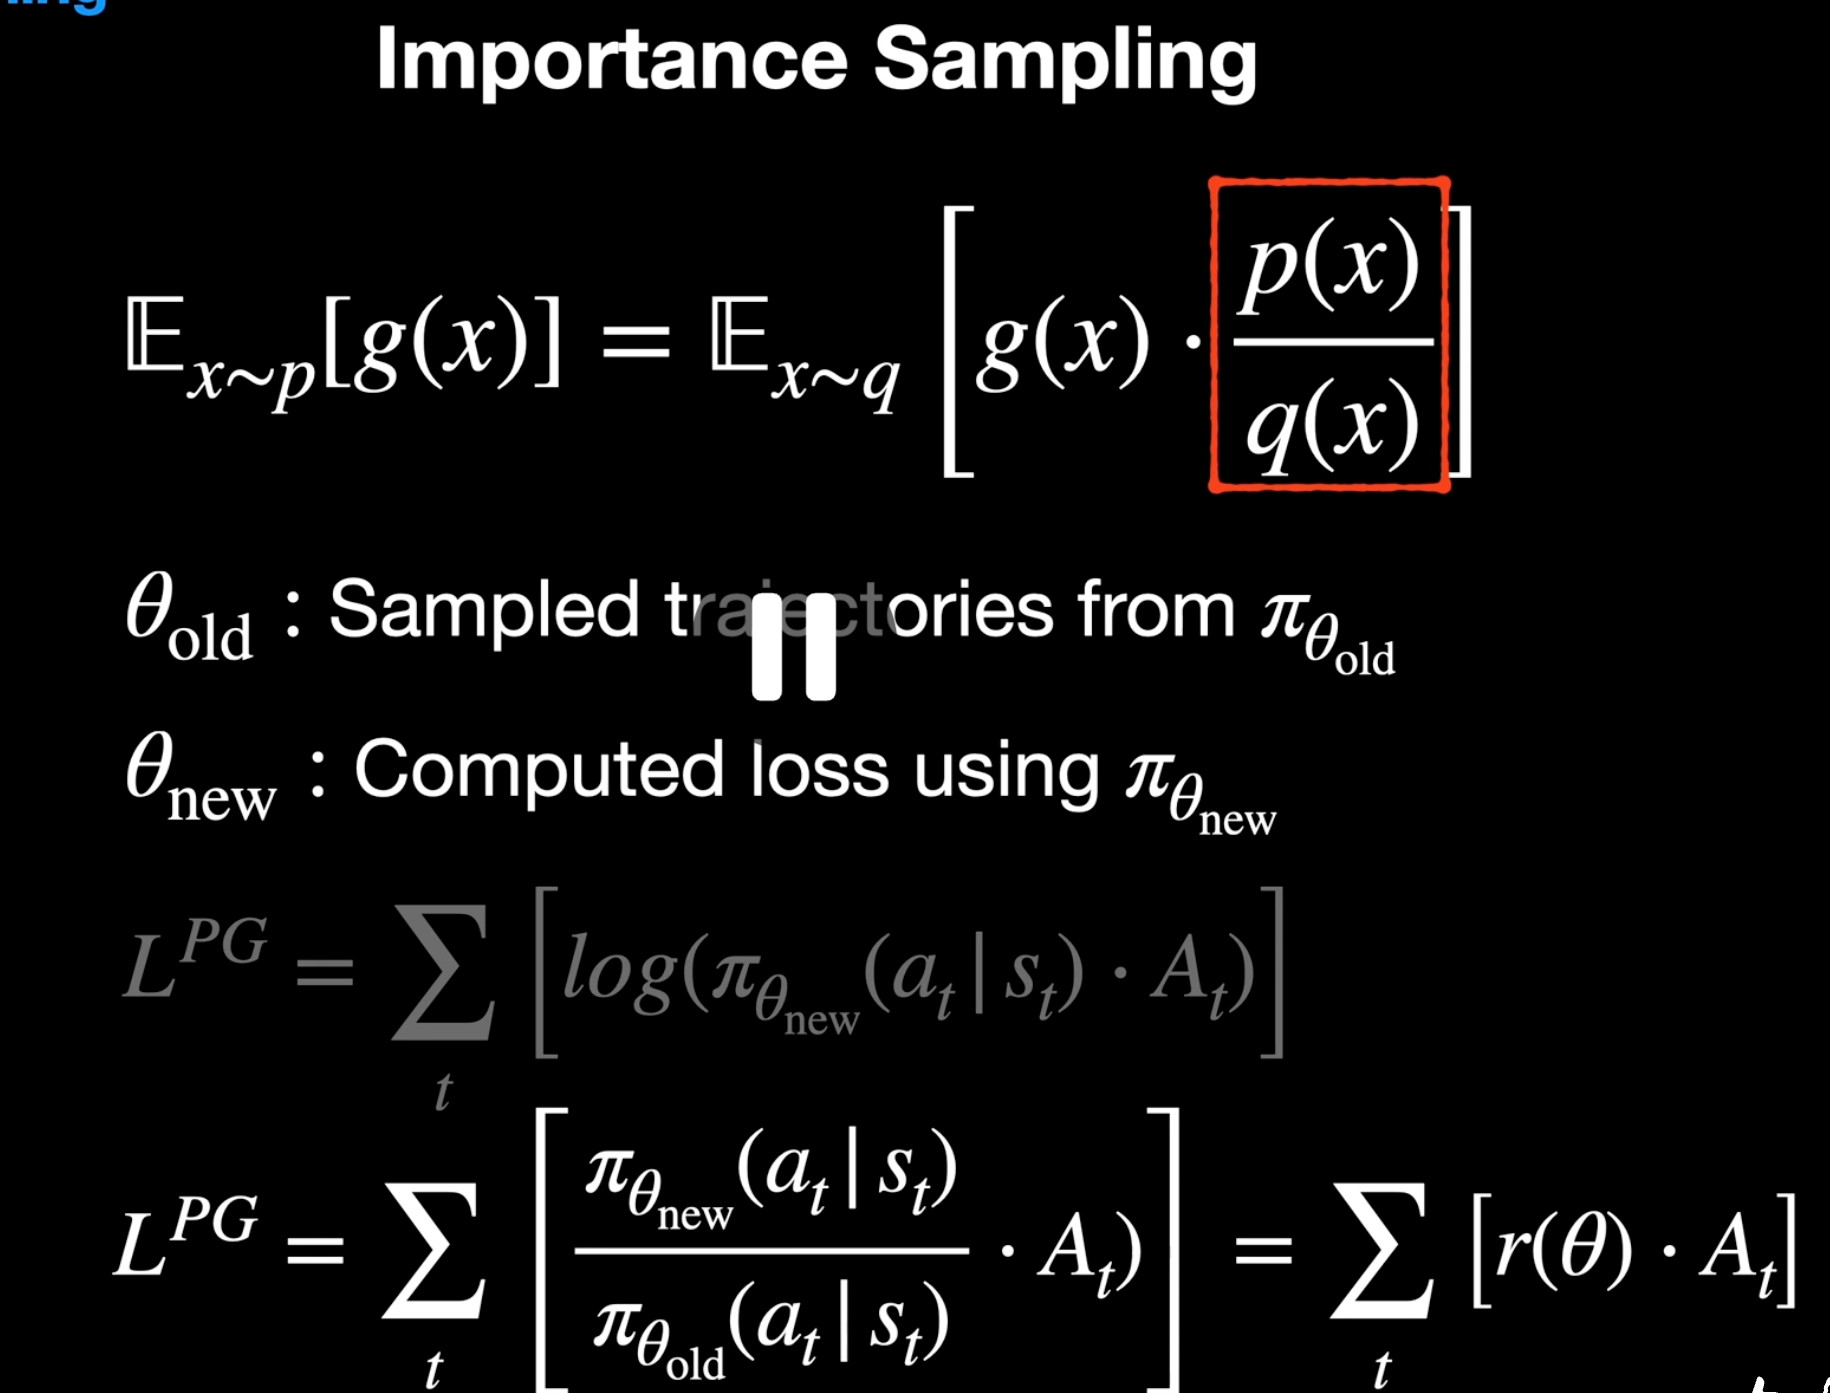 ling
Importance Sampling
𝔼_{x∼p}[g(x)] = 𝔼_{x∼q} [g(x) · p(x)/q(x)]
θ_old : Sampled trajectories from π_{θ_old}
θ_new : Computed loss using π_{θ_new}
L^{PG} = ∑_t [log(π_{θ_new}(a_t | s_t) · A_t)]
L^{PG} = ∑_t [π_{θ_new}(a_t | s_t)/π_{θ_old}(a_t | s_t) · A_t)] = ∑_t [r(θ) · A_t]